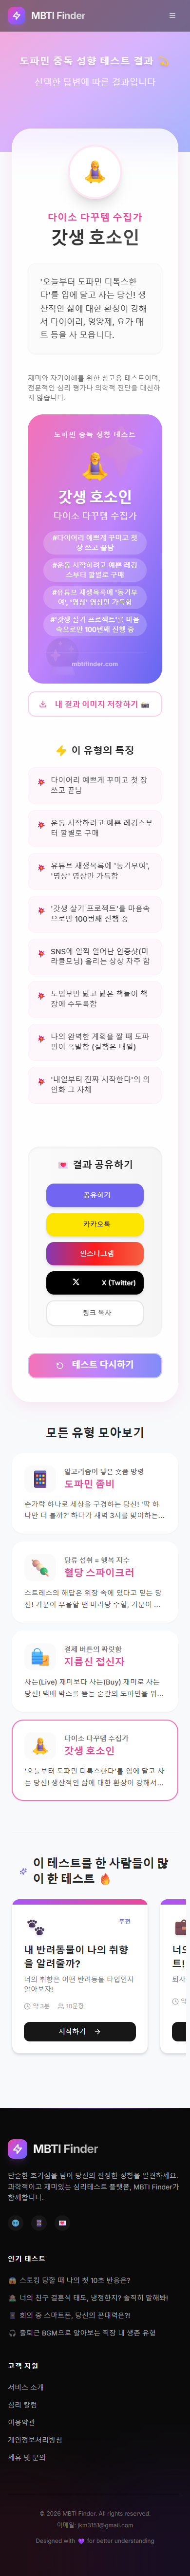 MBTI Finder
도파민 중독 성향 테스트 결과
선택한 답변에 따른 결과입니다
다이소 다꾸템 수집가
갓생 호소인
'오늘부터 도파민 디톡스한
다'를 입에 달고 사는 당신! 생
산적인 삶에 대한 환상이 강해
서 다이어리, 영양제, 요가 매
트 등을 사 모읍니다.
재미와 자기이해를 위한 참고용 테스트이며,
전문적인 심리 평가나 의학적 진단을 대신하
지 않습니다.
도파민 중독 성향 테스트
갓생 호소인
다이소 다꾸템 수집가
#다이어리 예쁘게 꾸미고 첫
장 쓰고 끝남
#운동 시작하려고 예쁜 레깅
스부터 깔별로 구매
#유튜브 재생목록에 '동기부
여', '명상' 영상만 가득함
#'갓생 살기 프로젝트'를 마음
속으로만 100번째 진행 중
mbtifinder.com
내 결과 이미지 저장하기
이 유형의 특징
다이어리 예쁘게 꾸미고 첫 장
쓰고 끝남
운동 시작하려고 예쁜 레깅스부
터 깔별로 구매
유튜브 재생목록에 '동기부여',
'명상' 영상만 가득함
'갓생 살기 프로젝트'를 마음속
으로만 100번째 진행 중
SNS에 일찍 일어난 인증샷(미
라클모닝) 올리는 상상 자주 함
도입부만 닳고 닳은 책들이 책
장에 수두룩함
나의 완벽한 계획을 짤 때 도파
민이 폭발함 (실행은 내일)
'내일부터 진짜 시작한다'의 의
인화 그 자체
결과 공유하기
공유하기
카카오톡
인스타그램
X (Twitter)
링크 복사
테스트 다시하기
모든 유형 모아보기
알고리즘이 낳은 숏폼 망령
도파민 좀비
손가락 하나로 세상을 구경하는 당신! '딱 하
나만 더 볼까?' 하다가 새벽 3시를 맞이하는...
당류 섭취 = 행복 지수
혈당 스파이크러
스트레스의 해답은 위장 속에 있다고 믿는 당
신! 기분이 우울할 땐 마라탕 수혈, 기분이 ...
결제 버튼의 짜릿함
지름신 접신자
사는(Live) 재미보다 사는(Buy) 재미로 사는
당신! 택배 박스를 뜯는 순간의 도파민을 위...
다이소 다꾸템 수집가
갓생 호소인
'오늘부터 도파민 디톡스한다'를 입에 달고 사
는 당신! 생산적인 삶에 대한 환상이 강해서...
이 테스트를 한 사람들이 많
이 한 테스트
추천
내 반려동물이 나의 취향
을 알려줄까?
나의 취향은 어떤 반려동물 타입인지
알아보자!
약 3분
10문항
시작하기
MBTI Finder
단순한 호기심을 넘어 당신의 진정한 성향을 발견하세요.
과학적이고 재미있는 심리테스트 플랫폼, MBTI Finder가
함께합니다.
인기 테스트
스토킹 당할 때 나의 첫 10초 반응은?
너의 친구 결혼식 태도, 냉정한지? 솔직히 말해봐!
회의 중 스마트폰, 당신의 꼰대력은?!
출퇴근 BGM으로 알아보는 직장 내 생존 유형
고객 지원
서비스 소개
심리 칼럼
이용약관
개인정보처리방침
제휴 및 문의
© 2026 MBTI Finder. All rights reserved.
이메일: jkm3151@gmail.com
Designed with
for better understanding